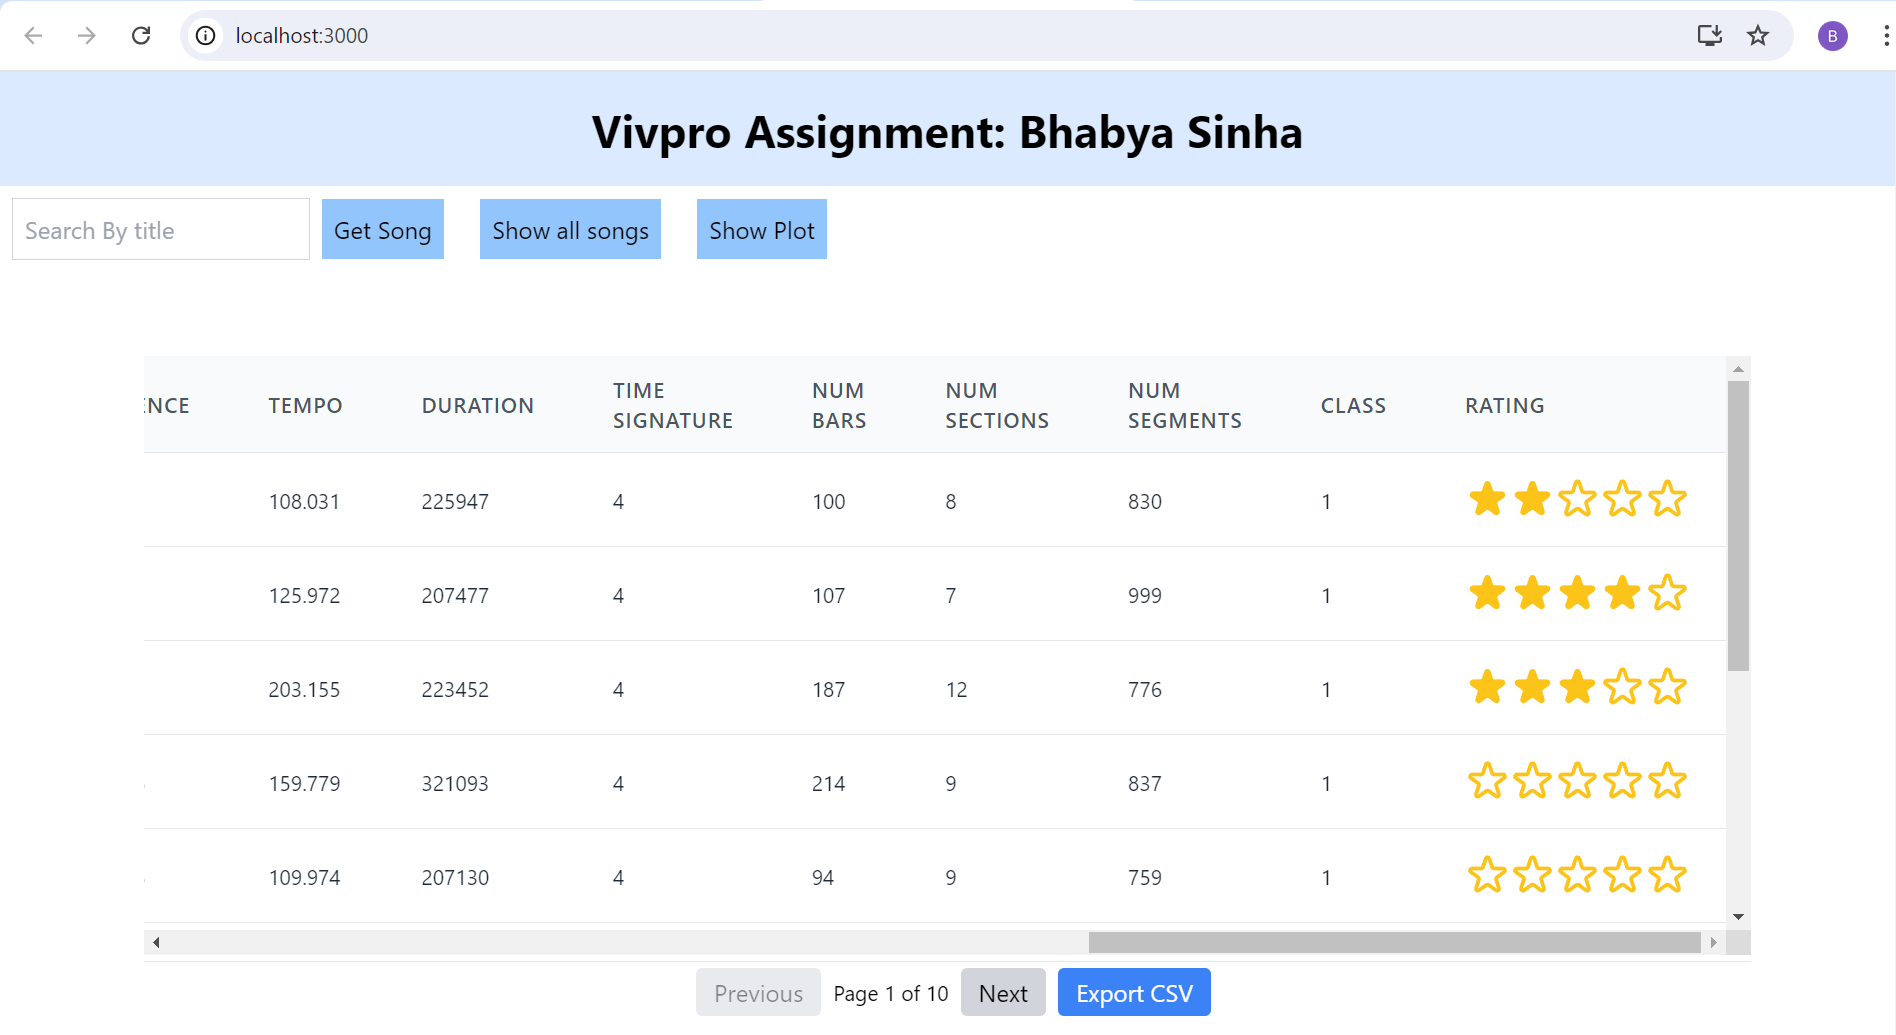 localhost:3000
B
Vivpro Assignment: Bhabya Sinha
Search By title Get Song Show all songs Show Plot
ENCE TEMPO DURATION TIME SIGNATURE NUM BARS NUM SECTIONS NUM SEGMENTS CLASS RATING
108.031 225947 4 100 8 830 1
125.972 207477 4 107 7 999 1
203.155 223452 4 187 12 776 1
159.779 321093 4 214 9 837 1
109.974 207130 4 94 9 759 1
Previous Page 1 of 10 Next Export CSV